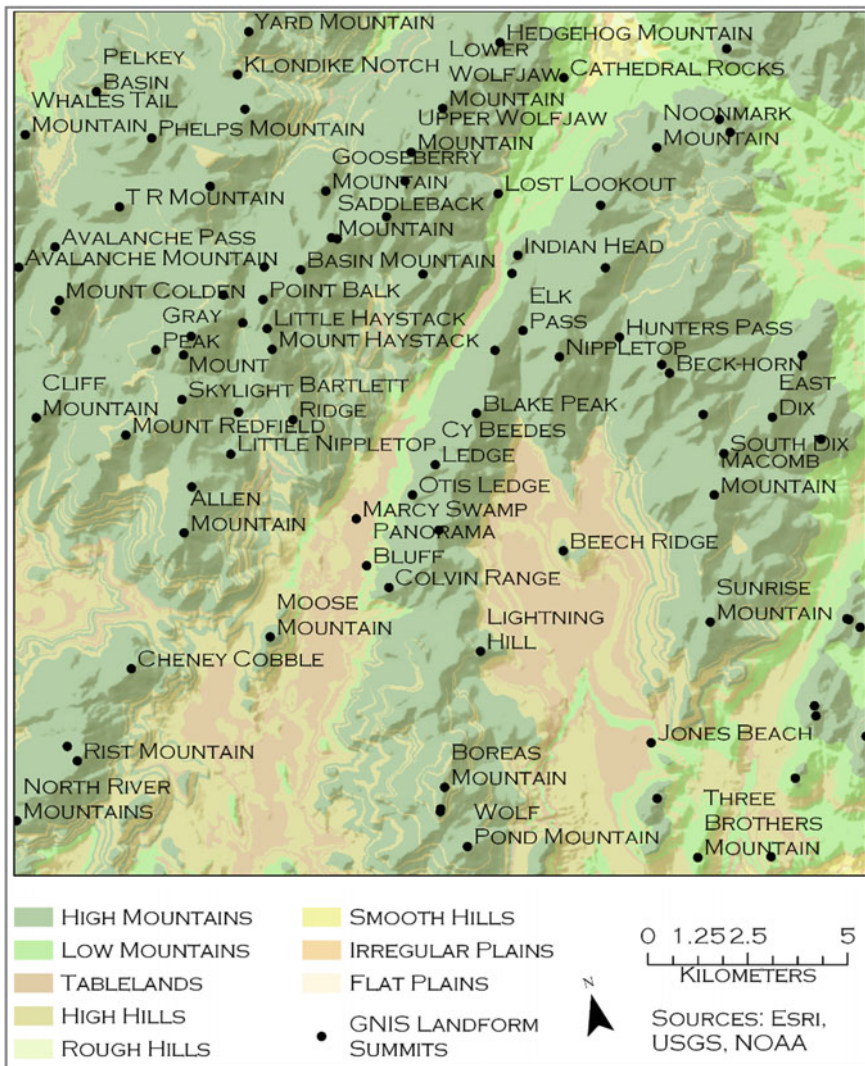 Yard Mountain
Hedgehog Mountain
Pelkey
Basin
Klondike Notch
Lower
Wolfjaw
Mountain
Cathedral Rocks
Whales Tail
Mountain
Phelps Mountain
Upper Wolfjaw
Mountain
Noonmark
Mountain
Gooseberry
Mountain
T R Mountain
Saddleback
Mountain
Lost Lookout
Avalanche Pass
Avalanche Mountain
Basin Mountain
Indian Head
Mount Colden
Point Balk
Elk
Pass
Gray
Peak
Little Haystack
Mount Haystack
Hunters Pass
Mount
Skylight
Nippletop
Beck-horn
Cliff
Mountain
Bartlett
Ridge
East
Dix
Mount Redfield
Blake Peak
Little Nippletop
Cy Beedes
Ledge
South Dix
Macomb
Mountain
Allen
Mountain
Otis Ledge
Marcy Swamp
Panorama
Bluff
Beech Ridge
Colvin Range
Moose
Mountain
Lightning
Hill
Sunrise
Mountain
Cheney Cobble
Rist Mountain
Jones Beach
North River
Mountains
Boreas
Mountain
Wolf
Pond Mountain
Three
Brothers
Mountain
High Mountains
Low Mountains
Tablelands
High Hills
Rough Hills
Smooth Hills
Irregular Plains
Flat Plains
GNIS Landform
Summits
0 1.25 2.5 5
Kilometers
N
Sources: Esri,
USGS, NOAA